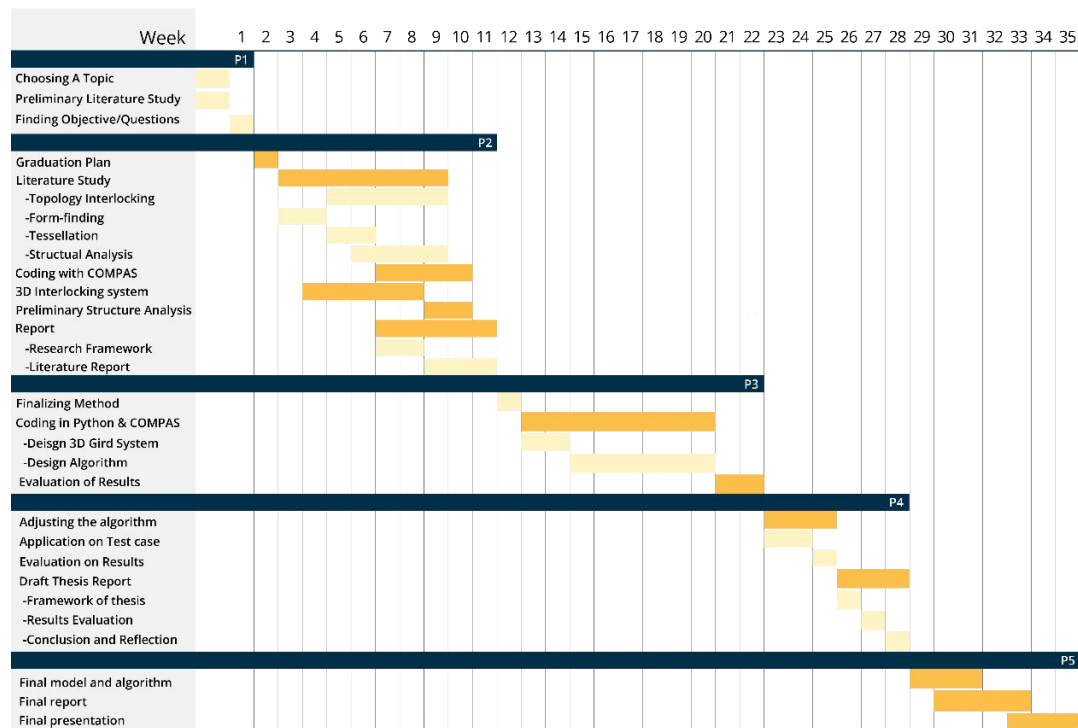 Week 1 2 3 4 5 6 7 8 9 10 11 12 13 14 15 16 17 18 19 20 21 22 23 24 25 26 27 28 29 30 31 32 33 34 35
P1
Choosing A Topic
Preliminary Literature Study
Finding Objective/Questions
P2
Graduation Plan
Literature Study
-Topology Interlocking
-Form-finding
-Tessellation
-Structual Analysis
Coding with COMPAS
3D Interlocking system
Preliminary Structure Analysis
Report
-Research Framework
-Literature Report
P3
Finalizing Method
Coding in Python & COMPAS
-Deisgn 3D Gird System
-Design Algorithm
Evaluation of Results
P4
Adjusting the algorithm
Application on Test case
Evaluation on Results
Draft Thesis Report
-Framework of thesis
-Results Evaluation
-Conclusion and Reflection
P5
Final model and algorithm
Final report
Final presentation